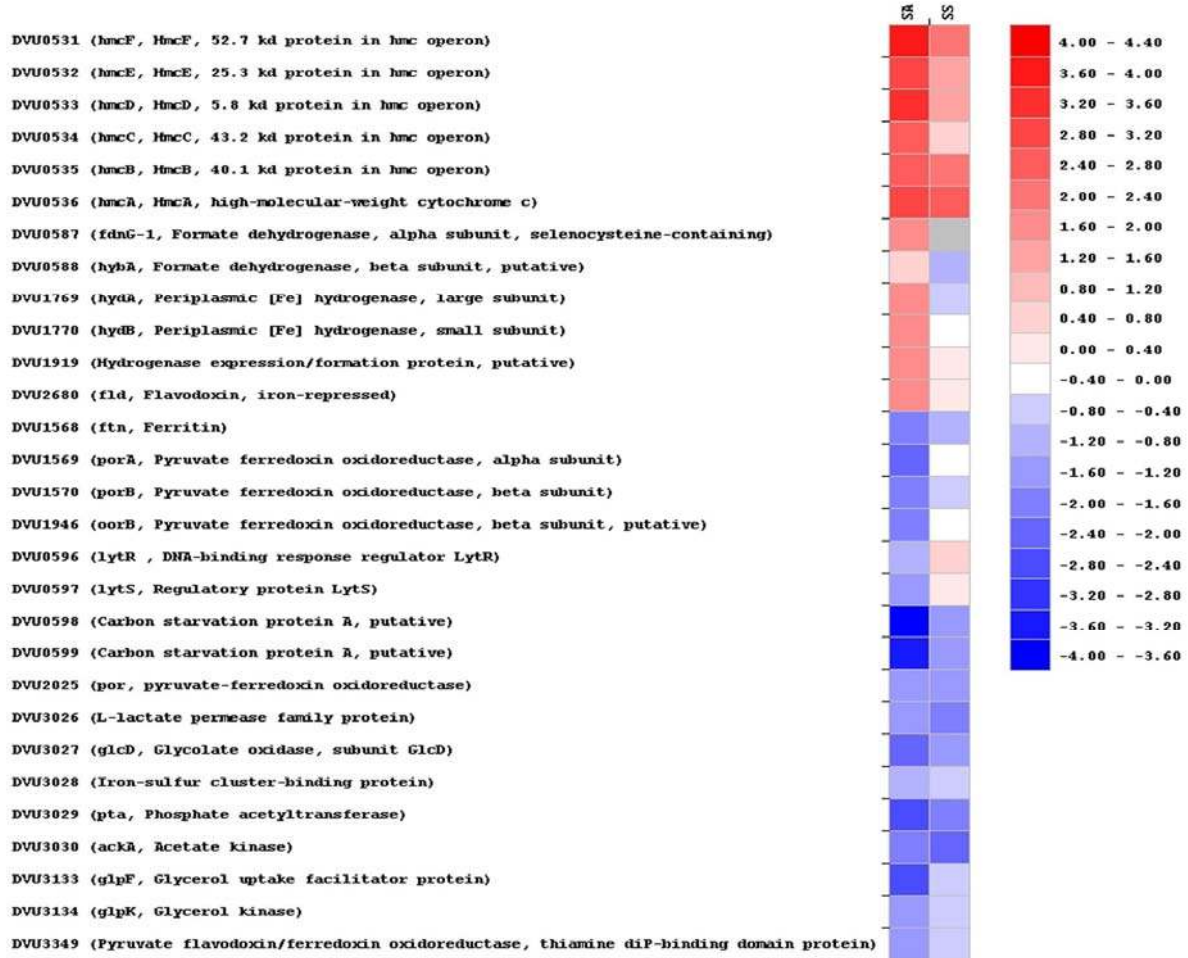 SA SS
DVU0531 (hmcF, HmcF, 52.7 kd protein in hmc operon)
DVU0532 (hmcE, HmcE, 25.3 kd protein in hmc operon)
DVU0533 (hmcD, HmcD, 5.8 kd protein in hmc operon)
DVU0534 (hmcC, HmcC, 43.2 kd protein in hmc operon)
DVU0535 (hmcB, HmcB, 40.1 kd protein in hmc operon)
DVU0536 (hmcA, HmcA, high-molecular-weight cytochrome c)
DVU0587 (fdnG-1, Formate dehydrogenase, alpha subunit, selenocysteine-containing)
DVU0588 (hybA, Formate dehydrogenase, beta subunit, putative)
DVU1769 (hydA, Periplasmic [Fe] hydrogenase, large subunit)
DVU1770 (hydB, Periplasmic [Fe] hydrogenase, small subunit)
DVU1919 (Hydrogenase expression/formation protein, putative)
DVU2680 (fld, Flavodoxin, iron-repressed)
DVU1568 (ftn, Ferritin)
DVU1569 (porA, Pyruvate ferredoxin oxidoreductase, alpha subunit)
DVU1570 (porB, Pyruvate ferredoxin oxidoreductase, beta subunit)
DVU1946 (oorB, Pyruvate ferredoxin oxidoreductase, beta subunit, putative)
DVU0596 (lytR , DNA-binding response regulator LytR)
DVU0597 (lytS, Regulatory protein LytS)
DVU0598 (Carbon starvation protein A, putative)
DVU0599 (Carbon starvation protein A, putative)
DVU2025 (por, pyruvate-ferredoxin oxidoreductase)
DVU3026 (L-lactate permease family protein)
DVU3027 (glcD, Glycolate oxidase, subunit GlcD)
DVU3028 (Iron-sulfur cluster-binding protein)
DVU3029 (pta, Phosphate acetyltransferase)
DVU3030 (ackA, Acetate kinase)
DVU3133 (glpF, Glycerol uptake facilitator protein)
DVU3134 (glpK, Glycerol kinase)
DVU3349 (Pyruvate flavodoxin/ferredoxin oxidoreductase, thiamine diP-binding domain protein)
4.00 - 4.40
3.60 - 4.00
3.20 - 3.60
2.80 - 3.20
2.40 - 2.80
2.00 - 2.40
1.60 - 2.00
1.20 - 1.60
0.80 - 1.20
0.40 - 0.80
0.00 - 0.40
-0.40 - 0.00
-0.80 - -0.40
-1.20 - -0.80
-1.60 - -1.20
-2.00 - -1.60
-2.40 - -2.00
-2.80 - -2.40
-3.20 - -2.80
-3.60 - -3.20
-4.00 - -3.60